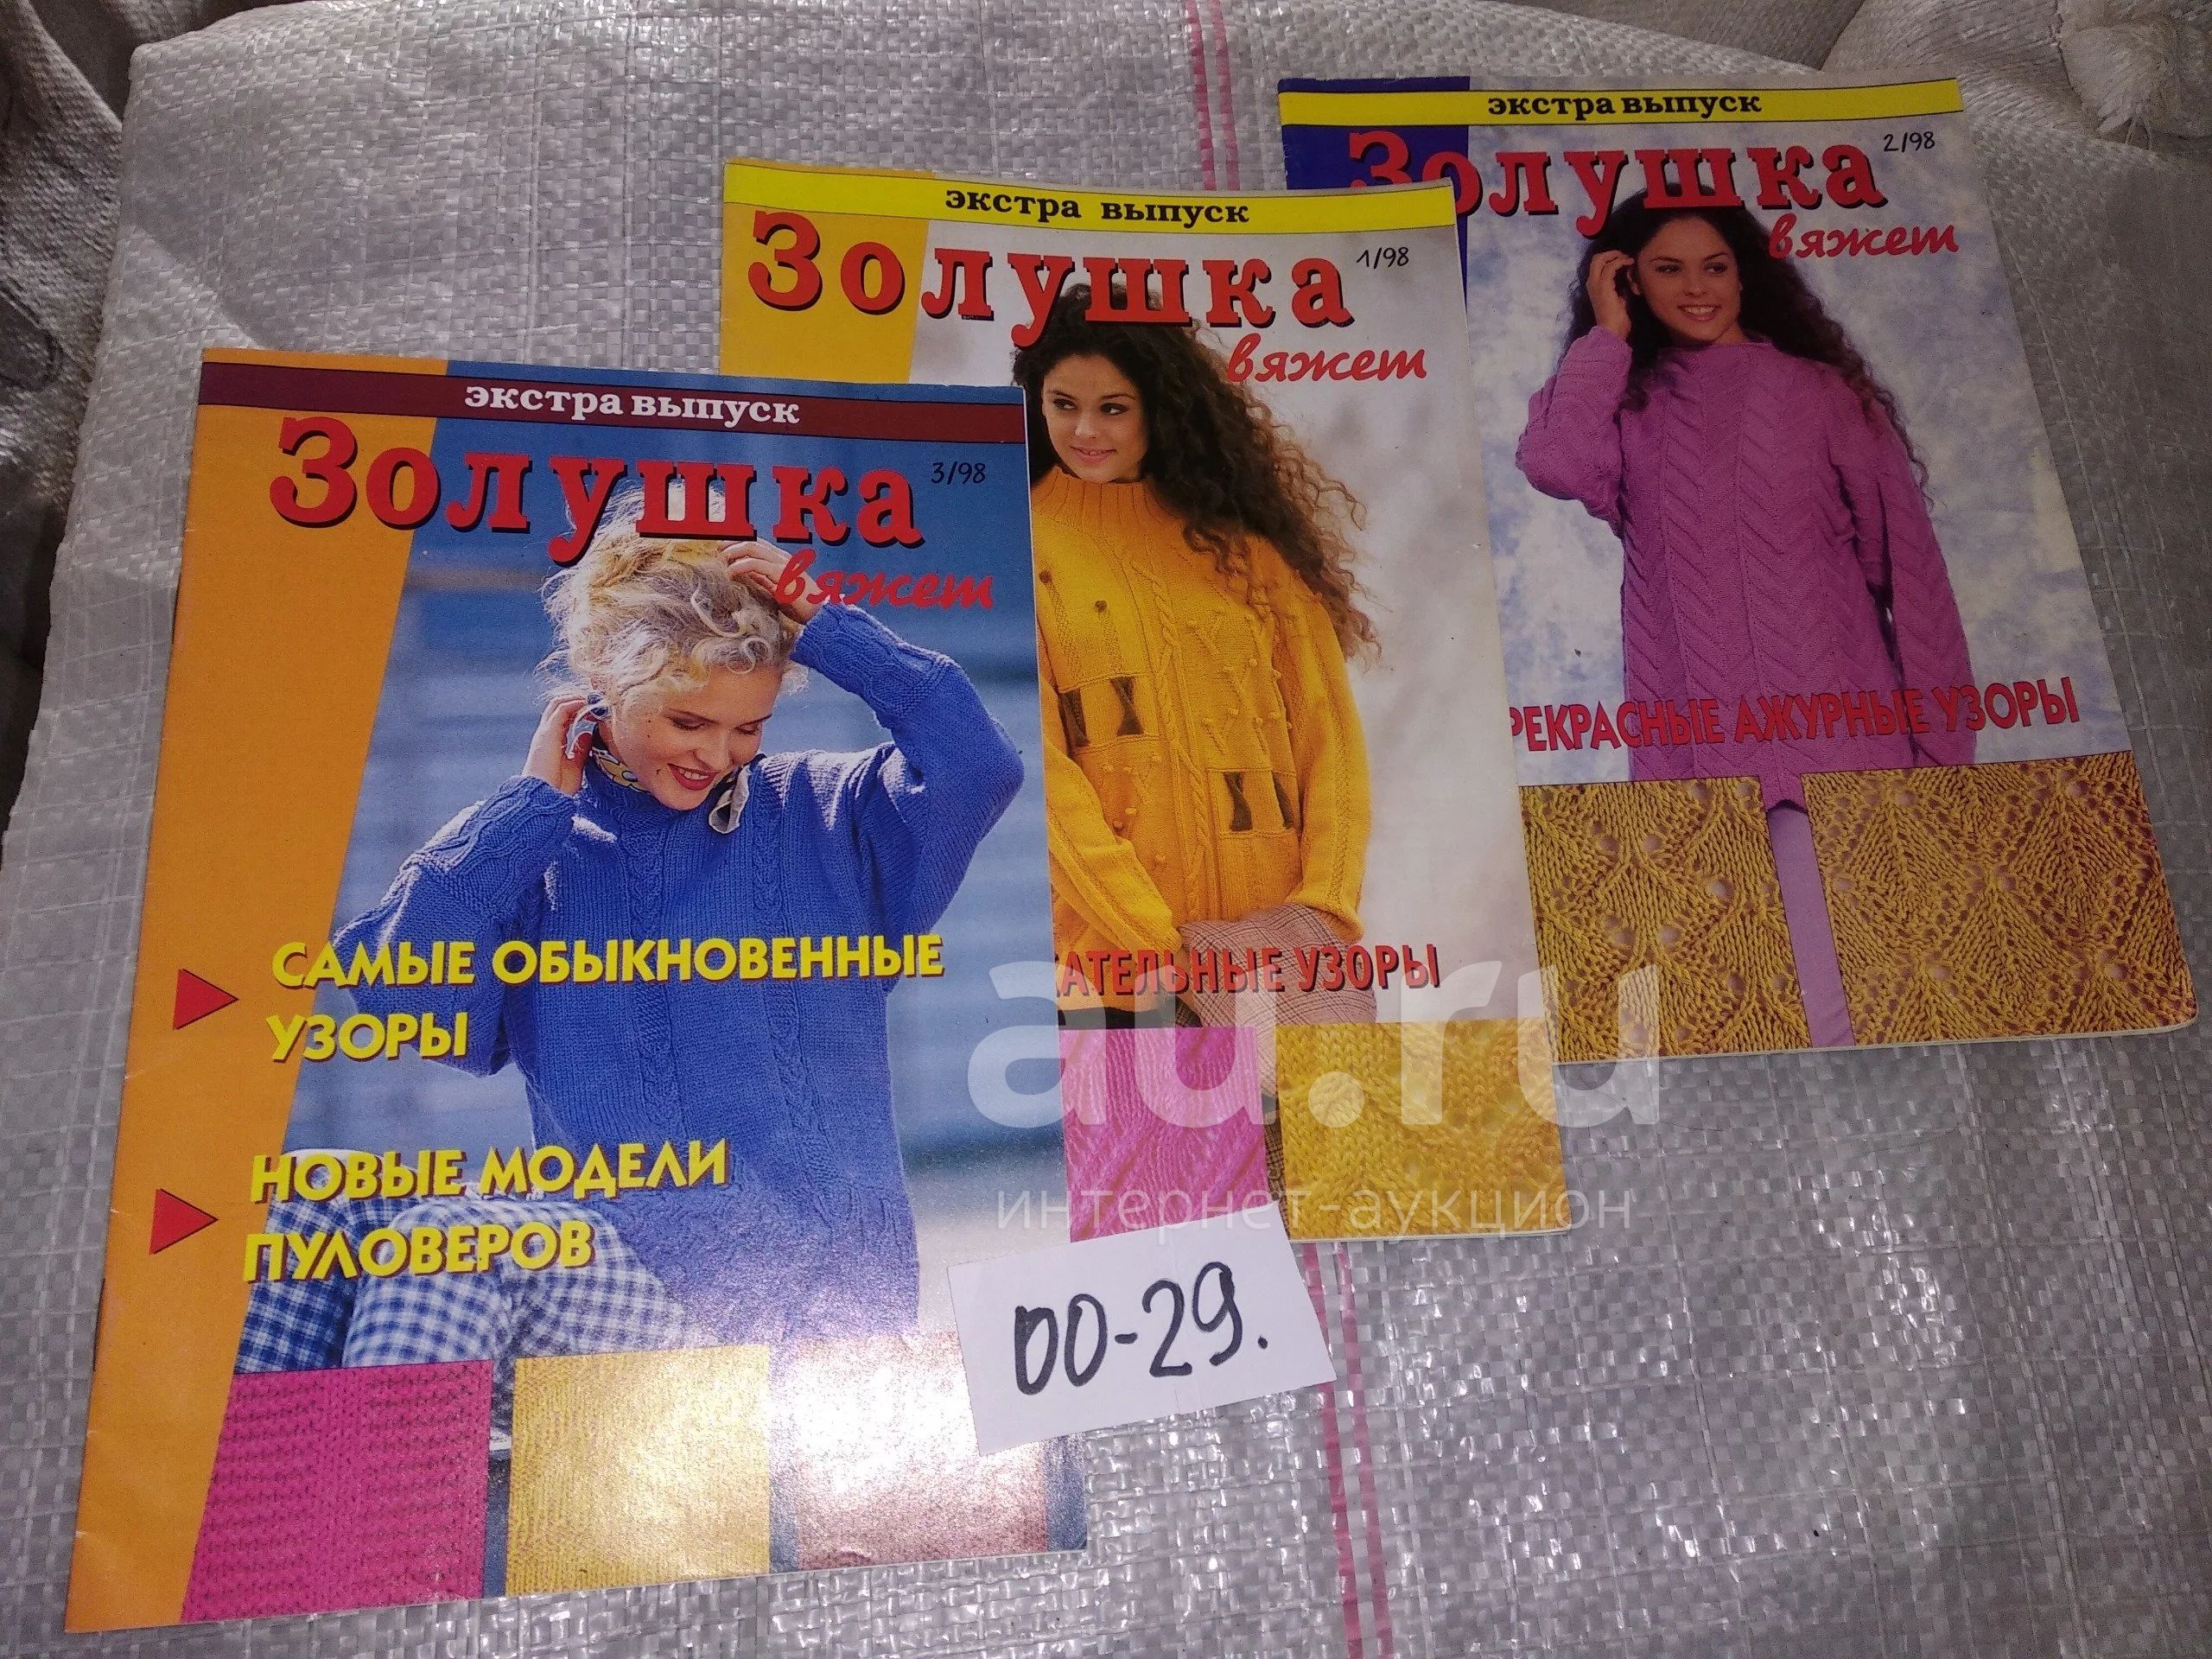 экстра выпуск
Золушка
3/98
вяжет
САМЫЕ ОБЫКНОВЕННЫЕ
УЗОРЫ
НОВЫЕ МОДЕЛИ
ПУЛОВЕРОВ
экстра выпуск
Золушка
1/98
вяжет
АТЕЛЬНЫЕ УЗОРЫ
экстра выпуск
Золушка
2/98
вяжет
РЕКРАСНЫЕ АЖУРНЫЕ УЗОРЫ
au.ru
интернет-аукцион
00-29.